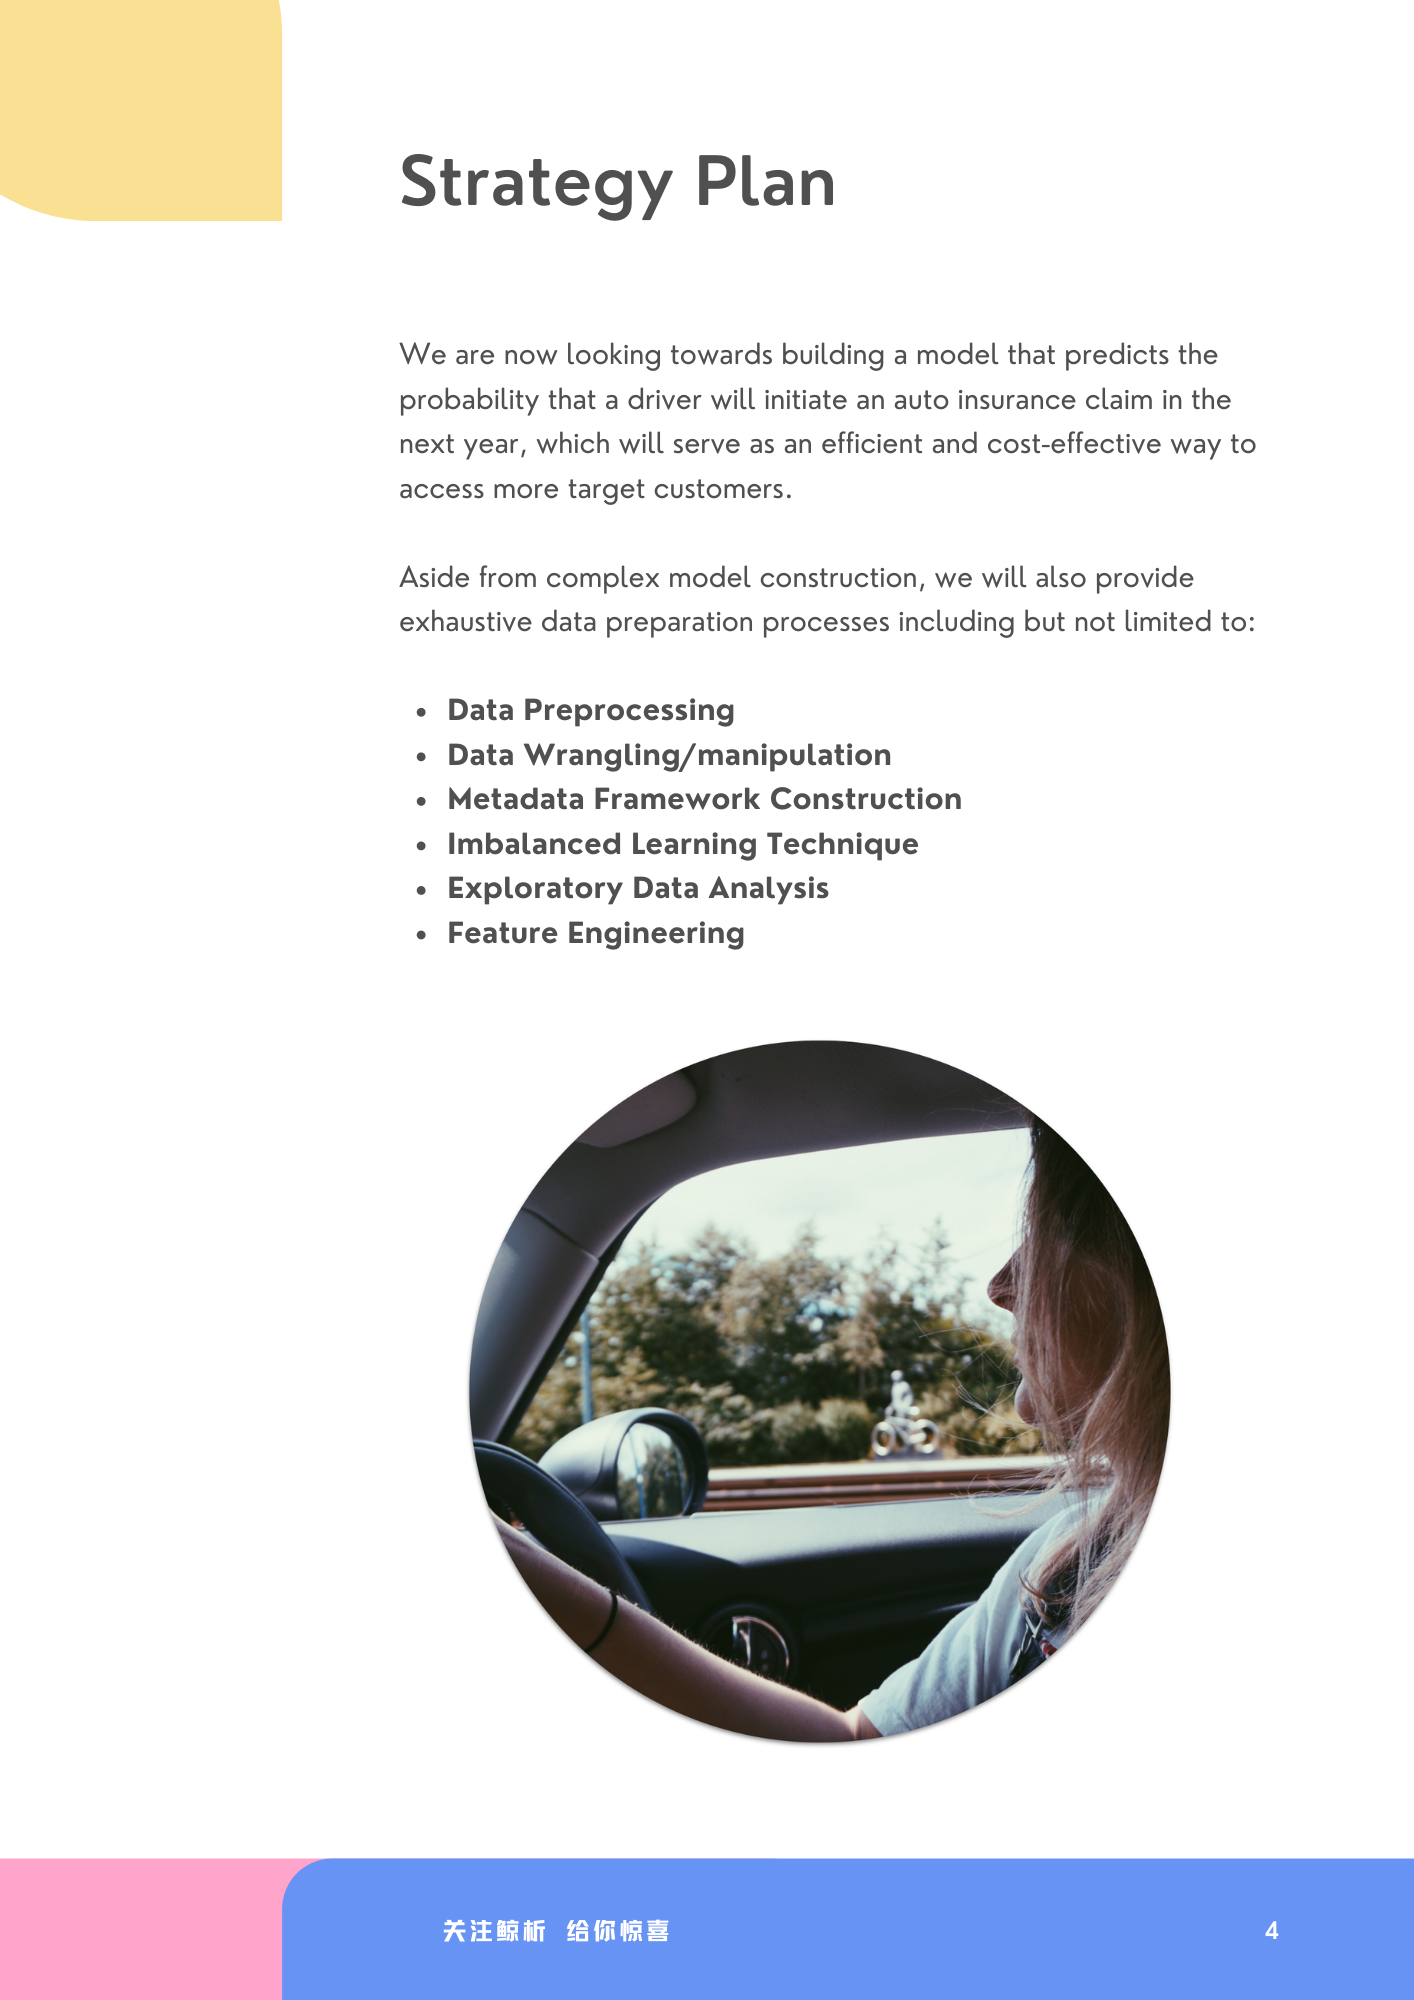 Strategy Plan
We are now looking towards building a model that predicts the
probability that a driver will initiate an auto insurance claim in the
next year, which will serve as an efficient and cost-effective way to
access more target customers.
Aside from complex model construction, we will also provide
exhaustive data preparation processes including but not limited to:
• Data Preprocessing
• Data Wrangling/manipulation
• Metadata Framework Construction
• Imbalanced Learning Technique
• Exploratory Data Analysis
• Feature Engineering
关注鲸析 给你惊喜
4